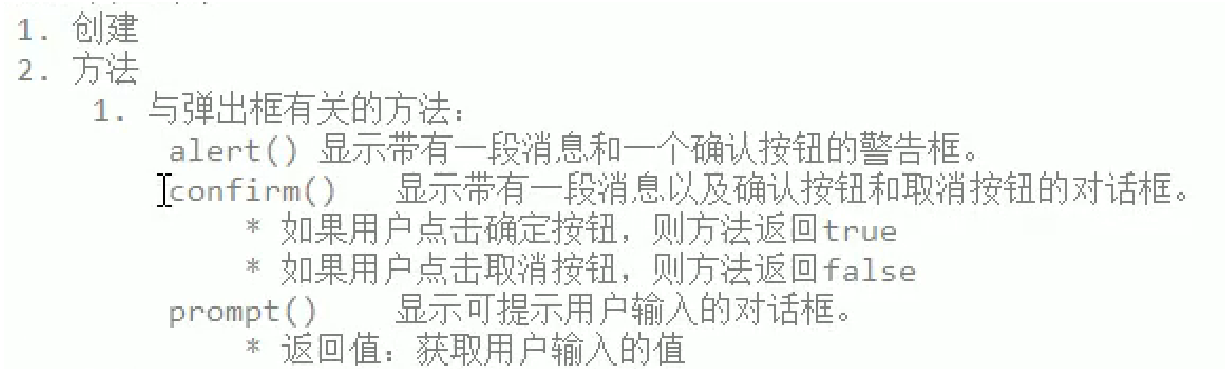 1. 创建
2. 方法
1. 与弹出框有关的方法：
alert() 显示带有一段消息和一个确认按钮的警告框。
confirm() 显示带有一段消息以及确认按钮和取消按钮的对话框。
* 如果用户点击确定按钮，则方法返回true
* 如果用户点击取消按钮，则方法返回false
prompt() 显示可提示用户输入的对话框。
* 返回值：获取用户输入的值